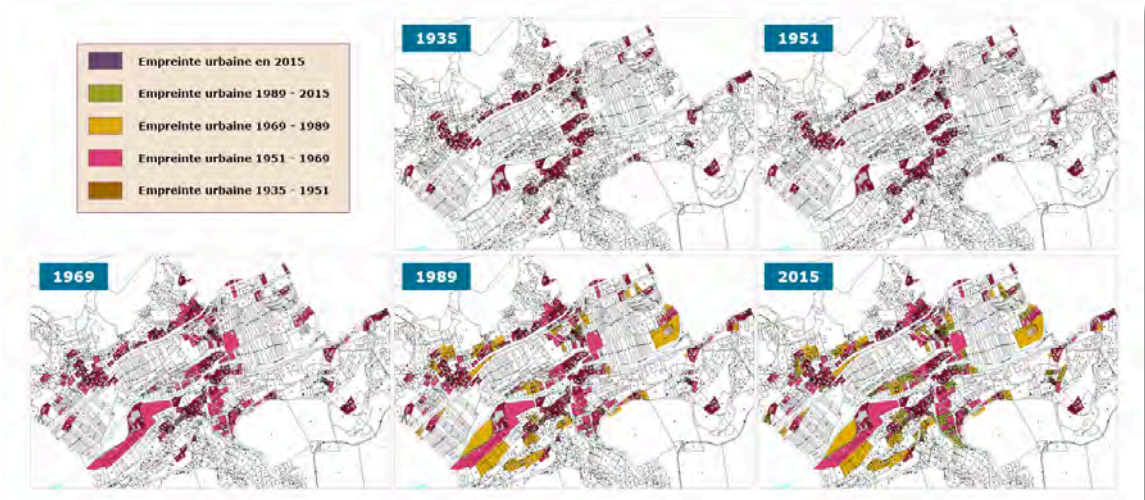 Empreinte urbaine en 2015
Empreinte urbaine 1989 - 2015
Empreinte urbaine 1969 - 1989
Empreinte urbaine 1951 - 1969
Empreinte urbaine 1935 - 1951
1935
1951
1969
1989
2015